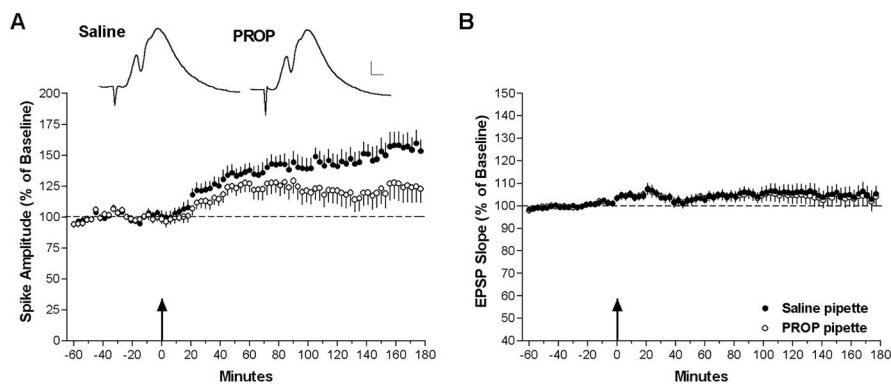 A
Saline
PROP
Spike Amplitude (% of Baseline)
200
175
150
125
100
75
50
25
0
-60 -40 -20 0 20 40 60 80 100 120 140 160 180
Minutes
B
EPSP Slope (% of Baseline)
150
140
130
120
110
100
90
80
70
60
50
40
Saline pipette
PROP pipette
-60 -40 -20 0 20 40 60 80 100 120 140 160 180
Minutes